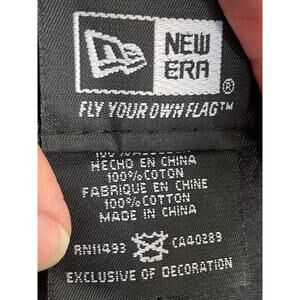 NEW
ERA
®
FLY YOUR OWN FLAG™
HECHO EN CHINA
100%COTON
FABRIQUE EN CHINE
100%COTTON
MADE IN CHINA
RN11493 CA40289
EXCLUSIVE OF DECORATION